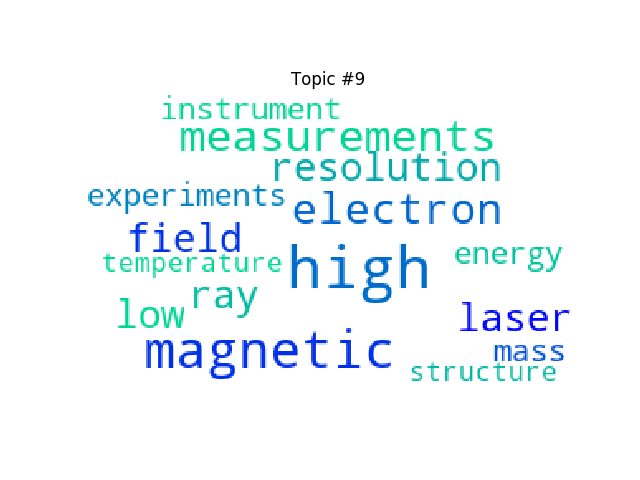 Topic #9
instrument
measurements
resolution
experiments
electron
field
high
energy
temperature
ray
low
laser
magnetic
mass
structure